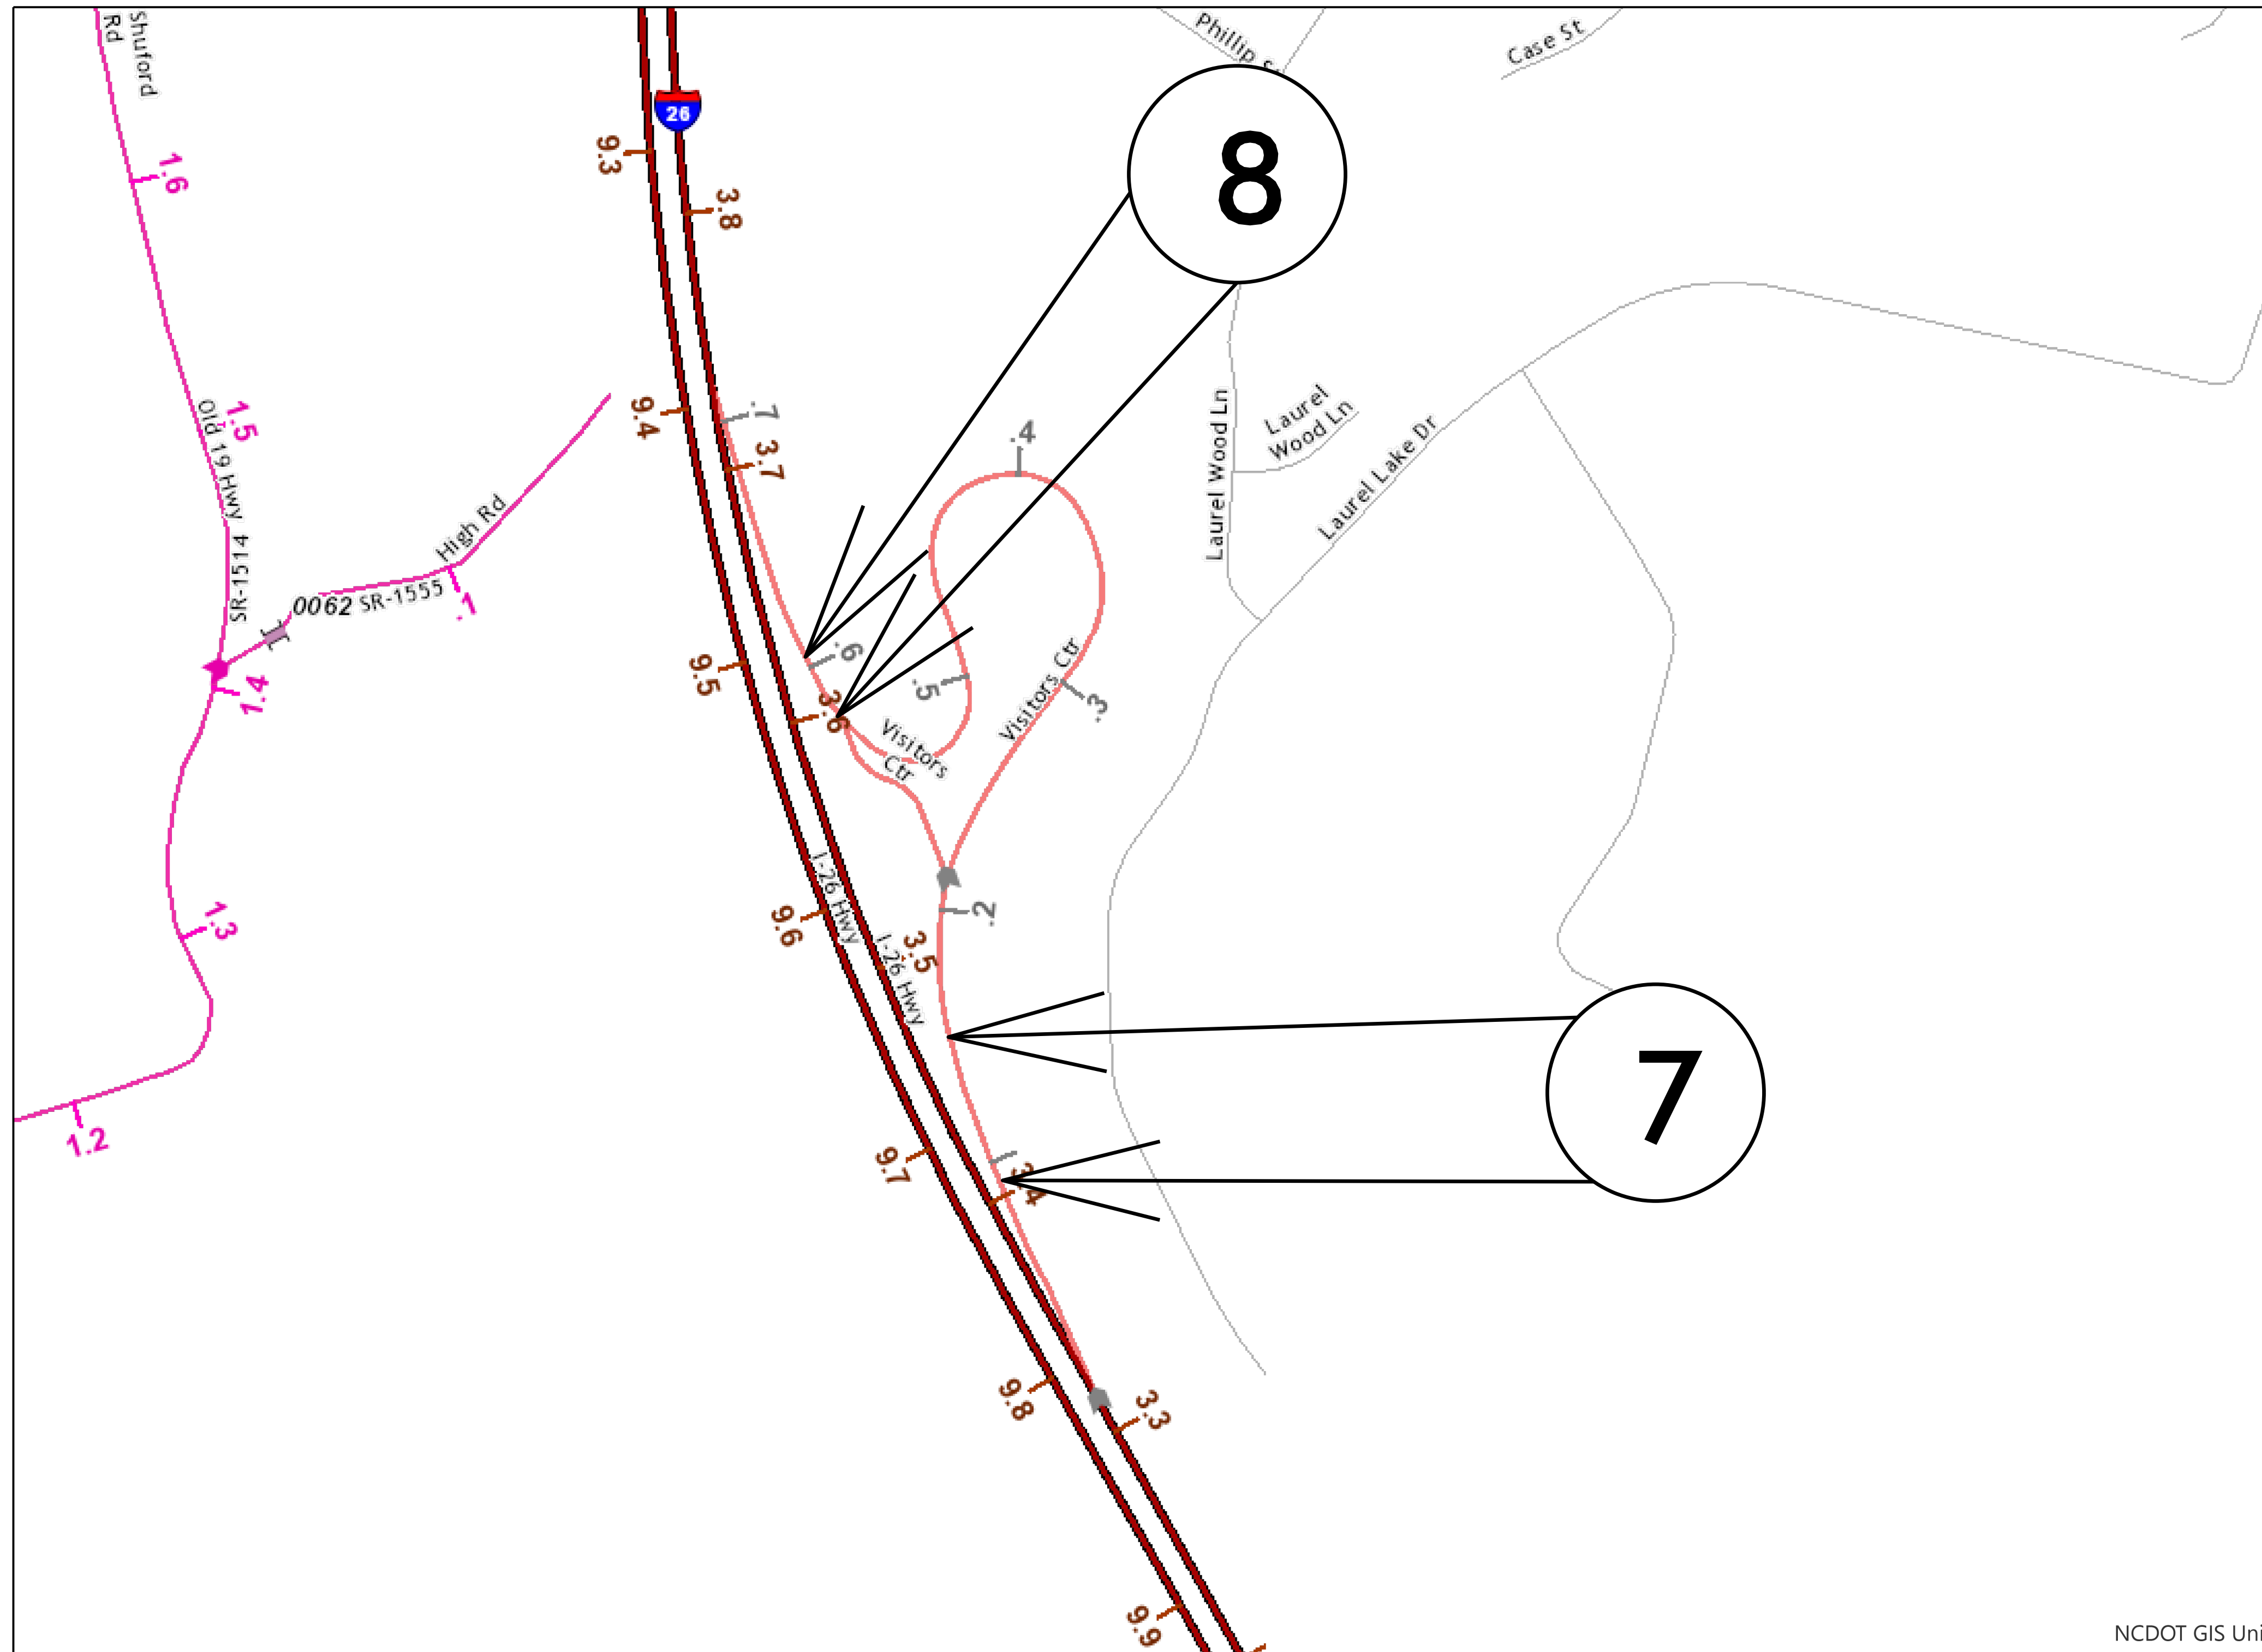 Shuford
Rd
Phillip
Case St
26
9.3
1.6
3.8
8
9.4
.7
1.5
3.7
.4
Old 19 Hwy
Laurel Wood Ln
Laurel
Wood Ln
Laurel Lake Dr
High Rd
SR-1514
0062 SR-1555
.1
9.5
.6
.5
1.4
3.6
Visitors Ctr
.3
Visitors
Ctr
I-26 Hwy
9.6
.2
1.3
3.5
I-26 Hwy
7
1.2
9.7
3.4
9.8
3.3
9.9
NCDOT GIS Uni